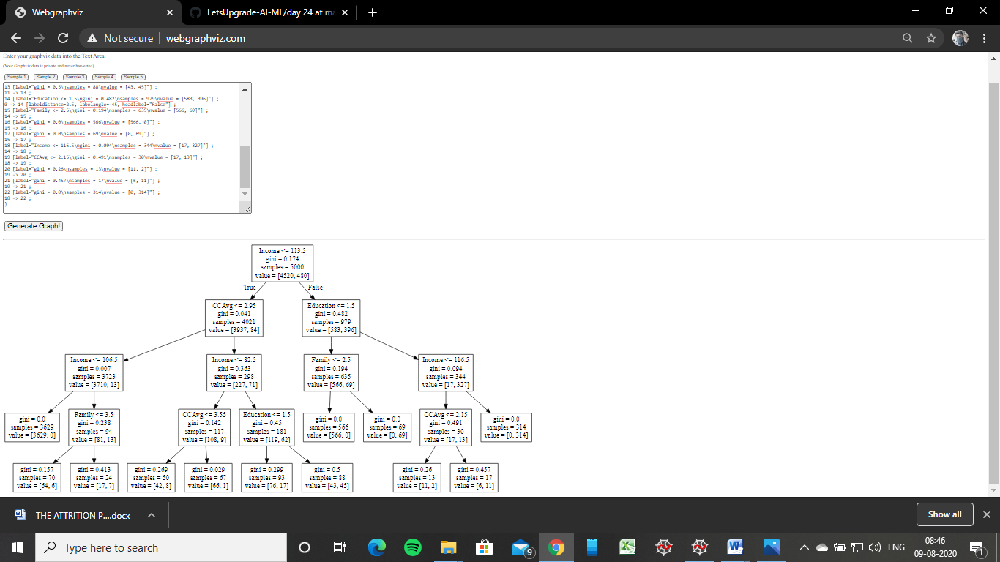 Webgraphviz
LetsUpgrade-AI-ML/day 24 at ma
Not secure
webgraphviz.com
Enter your graphviz data into the Text Area:
(Your Graphviz data is private and never harvested)
Sample 1 Sample 2 Sample 3 Sample 4 Sample 5
13 [label="gini = 0.5\nsamples = 88\nvalue = [43, 45]"] ;
11 -> 13 ;
14 [label="Education <= 1.5\ngini = 0.482\nsamples = 979\nvalue = [583, 396]"] ;
0 -> 14 [labeldistance=2.5, labelangle=-45, headlabel="False"] ;
15 [label="Family <= 2.5\ngini = 0.194\nsamples = 635\nvalue = [566, 69]"] ;
14 -> 15 ;
16 [label="gini = 0.0\nsamples = 566\nvalue = [566, 0]"] ;
15 -> 16 ;
17 [label="gini = 0.0\nsamples = 69\nvalue = [0, 69]"] ;
15 -> 17 ;
18 [label="Income <= 116.5\ngini = 0.094\nsamples = 344\nvalue = [17, 327]"] ;
14 -> 18 ;
19 [label="CCAvg <= 2.15\ngini = 0.491\nsamples = 30\nvalue = [17, 13]"] ;
18 -> 19 ;
20 [label="gini = 0.26\nsamples = 13\nvalue = [11, 2]"] ;
19 -> 20 ;
21 [label="gini = 0.457\nsamples = 17\nvalue = [6, 11]"] ;
19 -> 21 ;
22 [label="gini = 0.0\nsamples = 314\nvalue = [0, 314]"] ;
18 -> 22 ;
}
Generate Graph!
Income <= 113.5
gini = 0.174
samples = 5000
value = [4520, 480]
True
False
CCAvg <= 2.95
gini = 0.041
samples = 4021
value = [3937, 84]
Education <= 1.5
gini = 0.482
samples = 979
value = [583, 396]
Income <= 106.5
gini = 0.007
samples = 3723
value = [3710, 13]
Income <= 82.5
gini = 0.363
samples = 298
value = [227, 71]
Family <= 2.5
gini = 0.194
samples = 635
value = [566, 69]
Income <= 116.5
gini = 0.094
samples = 344
value = [17, 327]
gini = 0.0
samples = 3629
value = [3629, 0]
Family <= 3.5
gini = 0.238
samples = 94
value = [81, 13]
CCAvg <= 3.55
gini = 0.142
samples = 117
value = [108, 9]
Education <= 1.5
gini = 0.45
samples = 181
value = [119, 62]
gini = 0.0
samples = 566
value = [566, 0]
gini = 0.0
samples = 69
value = [0, 69]
CCAvg <= 2.15
gini = 0.491
samples = 30
value = [17, 13]
gini = 0.0
samples = 314
value = [0, 314]
gini = 0.157
samples = 70
value = [64, 6]
gini = 0.413
samples = 24
value = [17, 7]
gini = 0.269
samples = 50
value = [42, 8]
gini = 0.029
samples = 67
value = [66, 1]
gini = 0.299
samples = 93
value = [76, 17]
gini = 0.5
samples = 88
value = [43, 45]
gini = 0.26
samples = 13
value = [11, 2]
gini = 0.457
samples = 17
value = [6, 11]
THE ATTRITION P....docx
Show all
Type here to search
9
ENG
08:46
09-08-2020
1